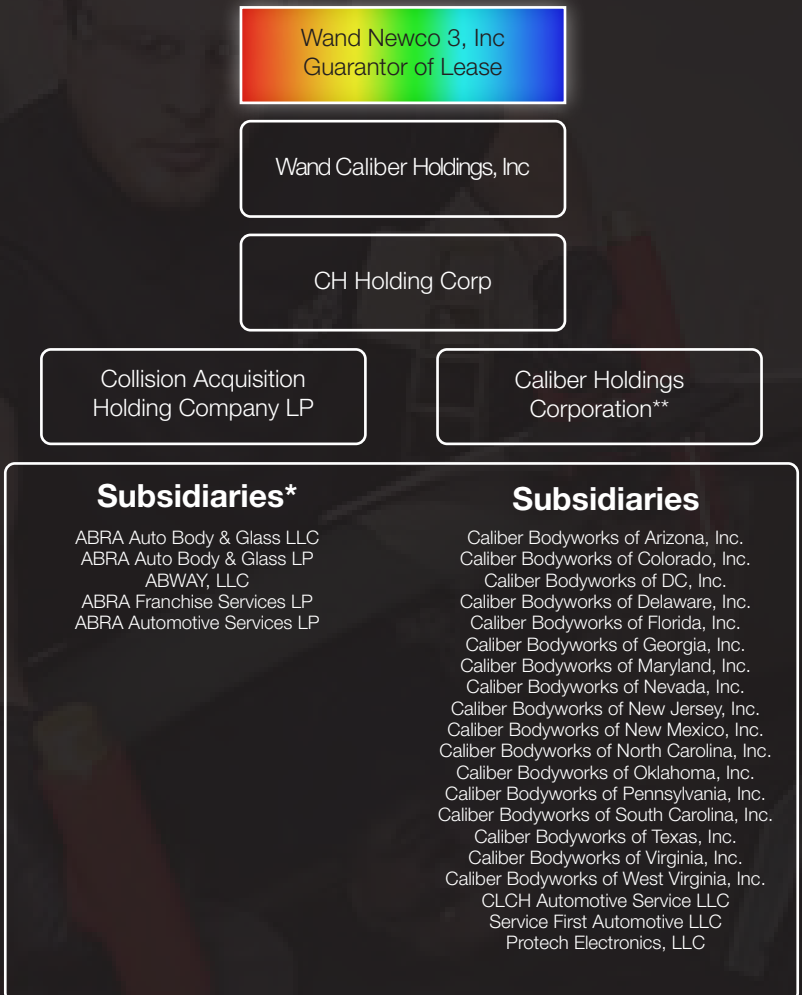 Wand Newco 3, Inc
Guarantor of Lease
Wand Caliber Holdings, Inc
CH Holding Corp
Collision Acquisition
Holding Company LP
Caliber Holdings
Corporation**
Subsidiaries*
ABRA Auto Body & Glass LLC
ABRA Auto Body & Glass LP
ABWAY, LLC
ABRA Franchise Services LP
ABRA Automotive Services LP
Subsidiaries
Caliber Bodyworks of Arizona, Inc.
Caliber Bodyworks of Colorado, Inc.
Caliber Bodyworks of DC, Inc.
Caliber Bodyworks of Delaware, Inc.
Caliber Bodyworks of Florida, Inc.
Caliber Bodyworks of Georgia, Inc.
Caliber Bodyworks of Maryland, Inc.
Caliber Bodyworks of Nevada, Inc.
Caliber Bodyworks of New Jersey, Inc.
Caliber Bodyworks of New Mexico, Inc.
Caliber Bodyworks of North Carolina, Inc.
Caliber Bodyworks of Oklahoma, Inc.
Caliber Bodyworks of Pennsylvania, Inc.
Caliber Bodyworks of South Carolina, Inc.
Caliber Bodyworks of Texas, Inc.
Caliber Bodyworks of Virginia, Inc.
Caliber Bodyworks of West Virginia, Inc.
CLCH Automotive Service LLC
Service First Automotive LLC
Protech Electronics, LLC